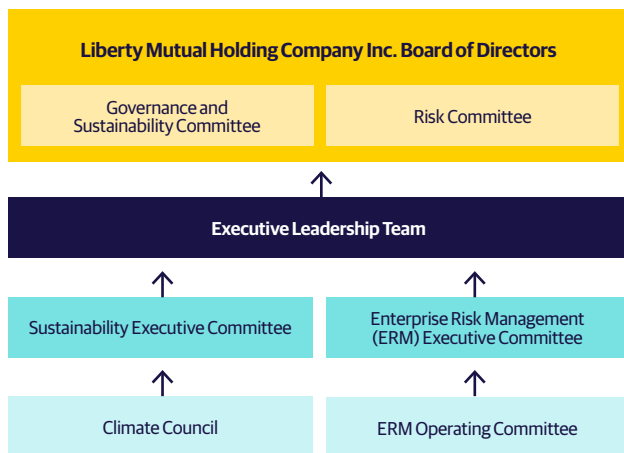 Liberty Mutual Holding Company Inc. Board of Directors
Governance and
Sustainability Committee
Risk Committee
Executive Leadership Team
Sustainability Executive Committee
Enterprise Risk Management
(ERM) Executive Committee
Climate Council
ERM Operating Committee